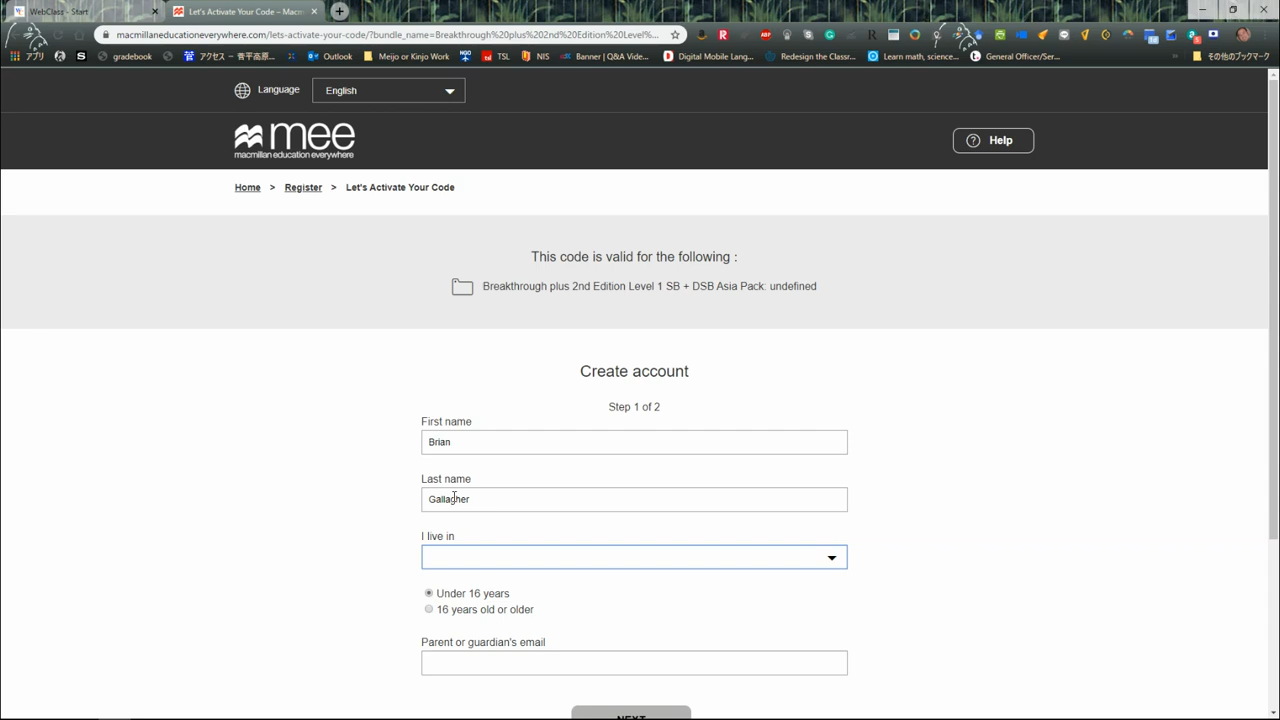 WebClass - Start
Let's Activate Your Code – Macm
macmillaneducationeverywhere.com/lets-activate-your-code/?bundle_name=Breakthrough%20plus%202nd%20Edition%20Level%...
アプリ gradebook アクセス — 青平高原... Outlook Meijo or Kinjo Work TSL NIS Banner | Q&A Vide... Digital Mobile Lang... Redesign the Classr... Learn math, science... General Officer/Ser... その他のブックマーク
Language English
mee
macmillan education everywhere
Help
Home > Register > Let's Activate Your Code
This code is valid for the following :
Breakthrough plus 2nd Edition Level 1 SB + DSB Asia Pack: undefined
Create account
Step 1 of 2
First name
Brian
Last name
Gallagher
I live in
Under 16 years
16 years old or older
Parent or guardian's email
NEXT